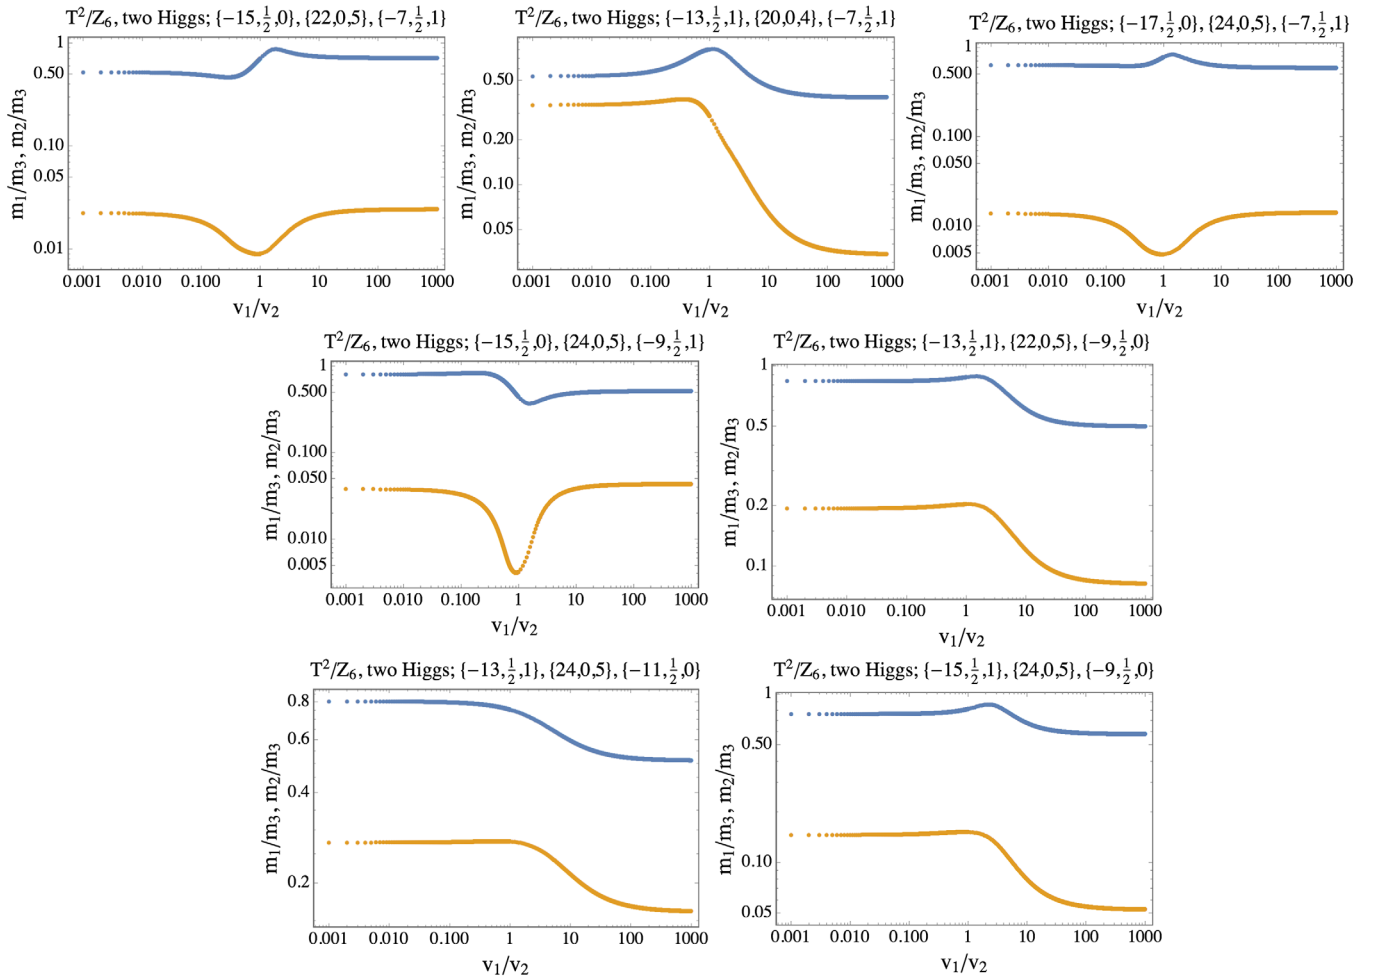 T²/Z₆, two Higgs; {−15,1/2,0}, {22,0,5}, {−7,1/2,1}
m₁/m₃, m₂/m₃
1
0.50
0.10
0.05
0.01
0.001 0.010 0.100 1 10 100 1000
v₁/v₂
T²/Z₆, two Higgs; {−13,1/2,1}, {20,0,4}, {−7,1/2,1}
m₁/m₃, m₂/m₃
0.50
0.20
0.10
0.05
0.001 0.010 0.100 1 10 100 1000
v₁/v₂
T²/Z₆, two Higgs; {−17,1/2,0}, {24,0,5}, {−7,1/2,1}
m₁/m₃, m₂/m₃
1
0.500
0.100
0.050
0.010
0.005
0.001 0.010 0.100 1 10 100 1000
v₁/v₂
T²/Z₆, two Higgs; {−15,1/2,0}, {24,0,5}, {−9,1/2,1}
m₁/m₃, m₂/m₃
1
0.500
0.100
0.050
0.010
0.005
0.001 0.010 0.100 1 10 100 1000
v₁/v₂
T²/Z₆, two Higgs; {−13,1/2,1}, {22,0,5}, {−9,1/2,0}
m₁/m₃, m₂/m₃
1
0.5
0.2
0.1
0.001 0.010 0.100 1 10 100 1000
v₁/v₂
T²/Z₆, two Higgs; {−13,1/2,1}, {24,0,5}, {−11,1/2,0}
m₁/m₃, m₂/m₃
0.8
0.6
0.4
0.2
0.001 0.010 0.100 1 10 100 1000
v₁/v₂
T²/Z₆, two Higgs; {−15,1/2,1}, {24,0,5}, {−9,1/2,0}
m₁/m₃, m₂/m₃
1
0.50
0.10
0.05
0.001 0.010 0.100 1 10 100 1000
v₁/v₂